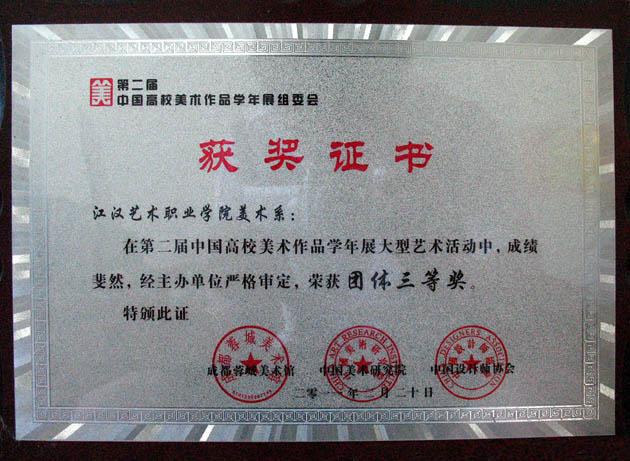 美
第二届
中国高校美术作品学年展组委会
获奖证书
江汉艺术职业学院美术系:
在第二届中国高校美术作品学年展大型艺术活动中,成绩
斐然,经主办单位严格审定,荣获团体三等奖。
特颁此证
成都蓉城美术馆 中国美术研究院 中国设计师协会
二月二十日